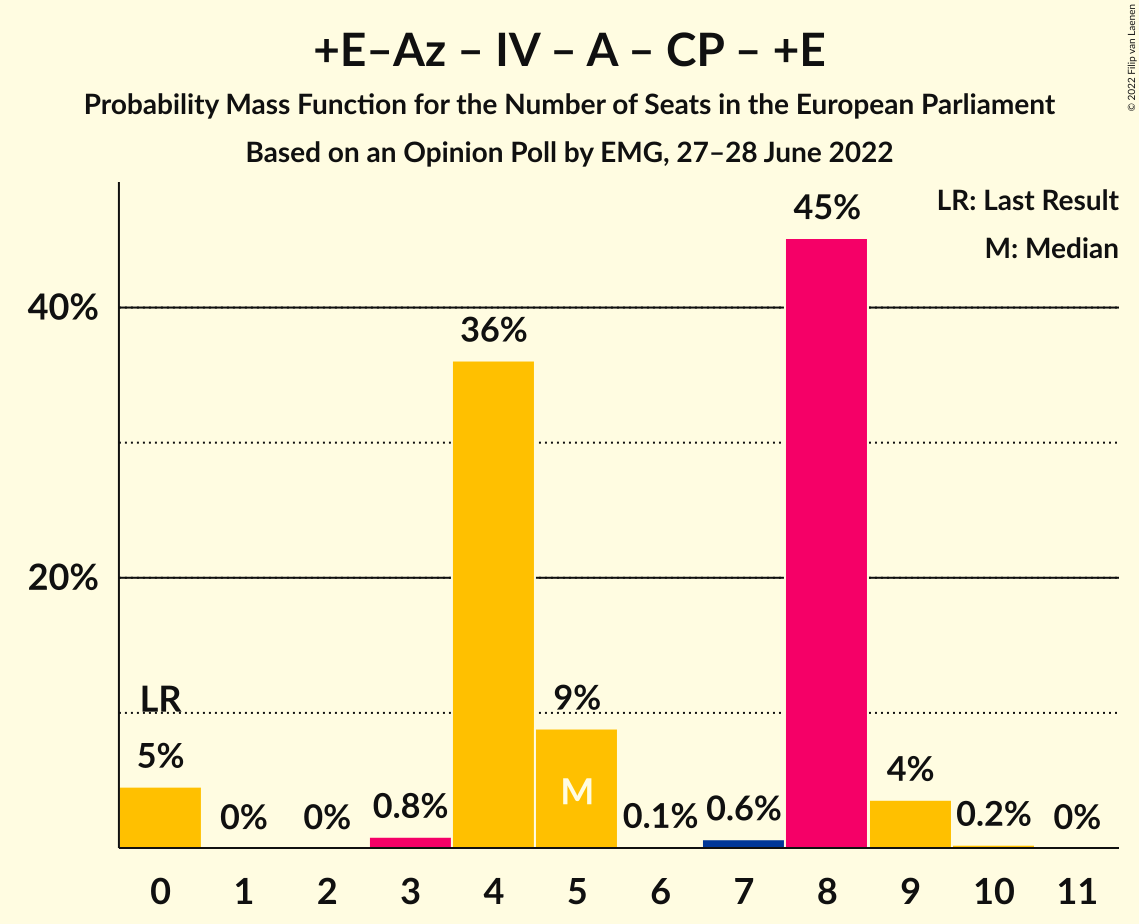 +E–Az – IV – A – CP – +E
Probability Mass Function for the Number of Seats in the European Parliament
Based on an Opinion Poll by EMG, 27–28 June 2022
© 2022 Filip van Laenen
LR: Last Result
M: Median
45%
40%
36%
20%
LR
9%
5%
4%
M
0%
0%
0.8%
0.1%
0.6%
0.2%
0%
0 1 2 3 4 5 6 7 8 9 10 11